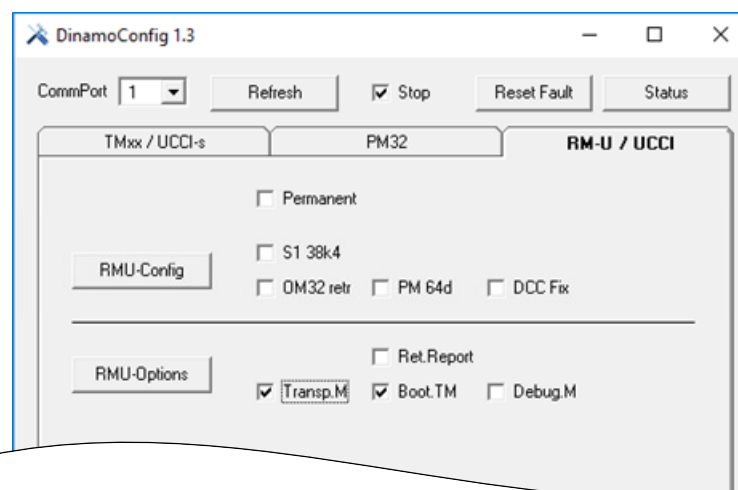 DinamoConfig 1.3
CommPort 1 Refresh Stop Reset Fault Status
TMxx / UCCI-s PM32 RM-U / UCCI
Permanent
S1 38k4
RMU-Config
OM32 retr PM 64d DCC Fix
Ret.Report
RMU-Options
Transp.M Boot.TM Debug.M